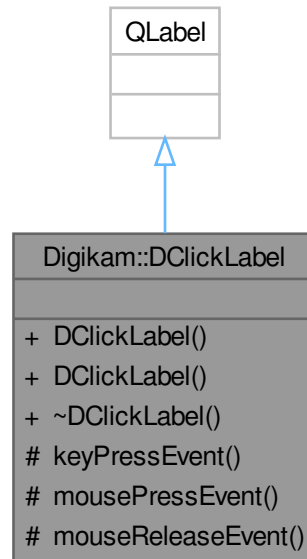 QLabel
Digikam::DClickLabel
+ DClickLabel()
+ DClickLabel()
+ ~DClickLabel()
# keyPressEvent()
# mousePressEvent()
# mouseReleaseEvent()